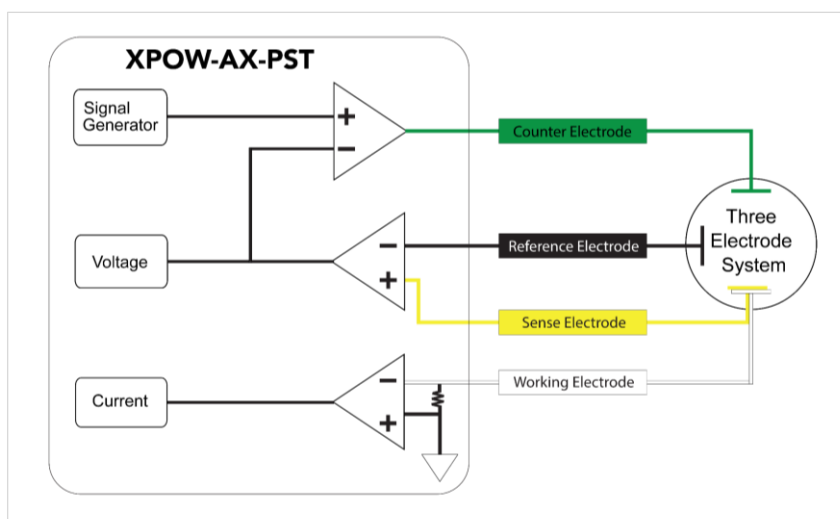 XPOW-AX-PST
Signal
Generator
+
−
Counter Electrode
Three
Electrode
System
Voltage
−
+
Reference Electrode
Sense Electrode
Current
−
+
Working Electrode